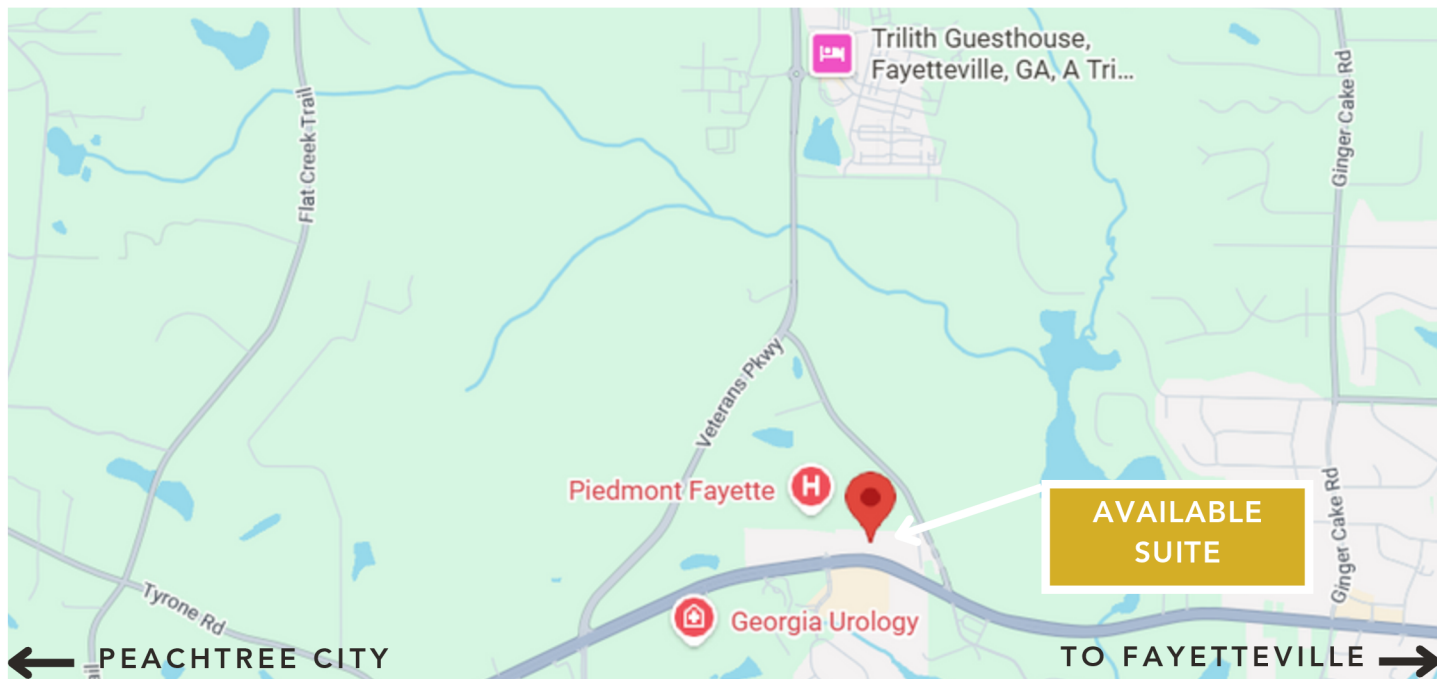 Trilith Guesthouse,
Fayetteville, GA, A Tri...
Ginger Cake Rd
Flat Creek Trail
Veterans Pkwy
Piedmont Fayette
H
AVAILABLE
SUITE
Ginger Cake Rd
Tyrone Rd
Georgia Urology
PEACHTREE CITY
TO FAYETTEVILLE
ail